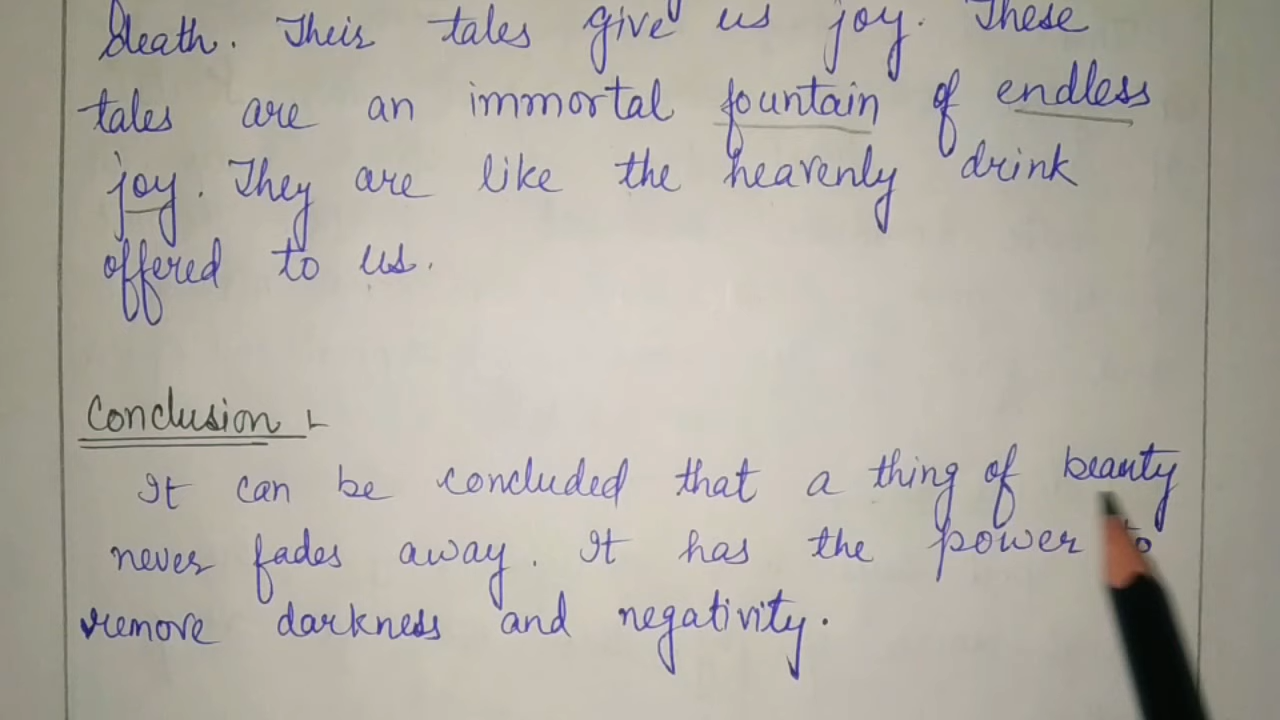 death. Their tales give us joy. These
tales are an immortal fountain of endless
joy. They are like the heavenly drink
offered to us.
Conclusion :-
It can be concluded that a thing of beauty
never fades away. It has the power to
remove darkness and negativity.